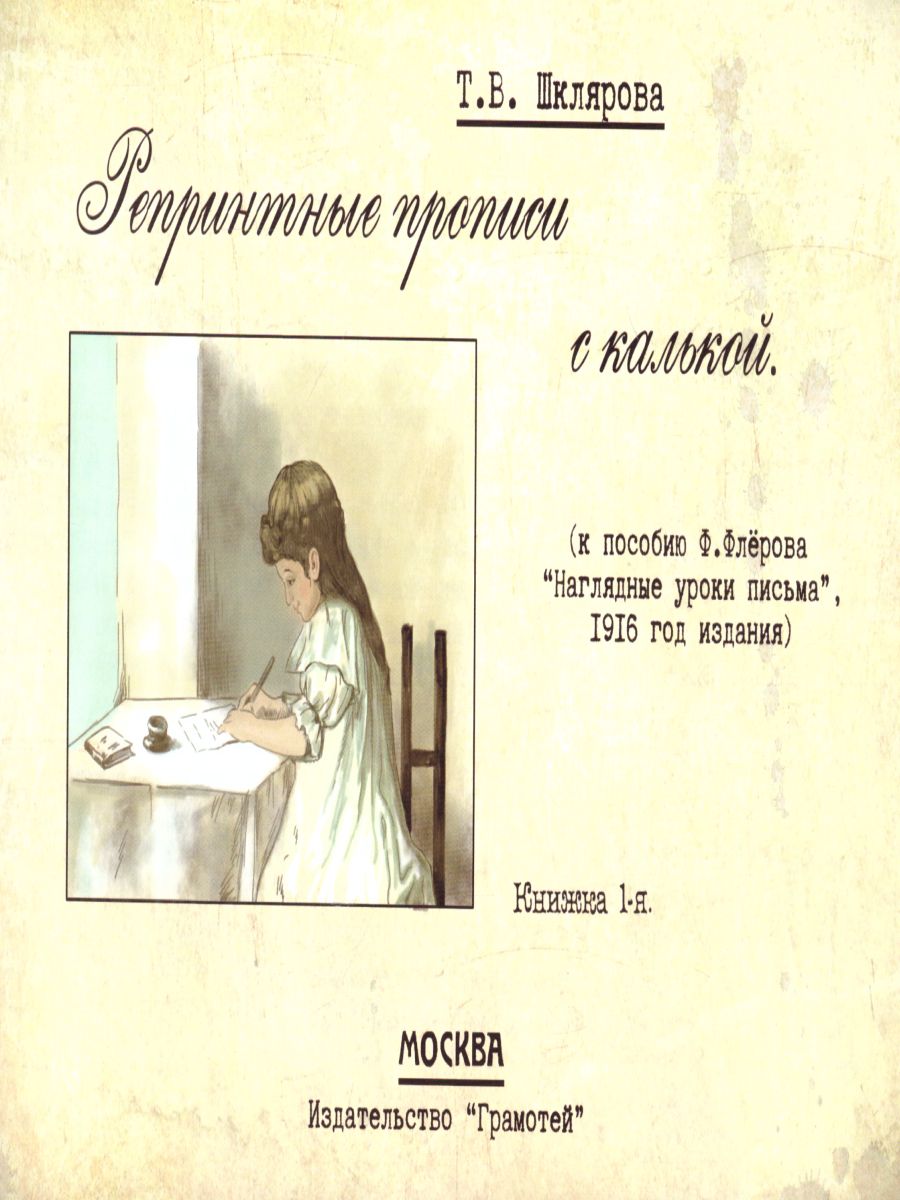 Т.В. Шклярова
Репринтные прописи
с калькой.
(к пособию Ф.Флёрова
“Наглядные уроки письма”,
1916 год издания)
Книжка 1-я.
МОСКВА
Издательство “Грамотей”